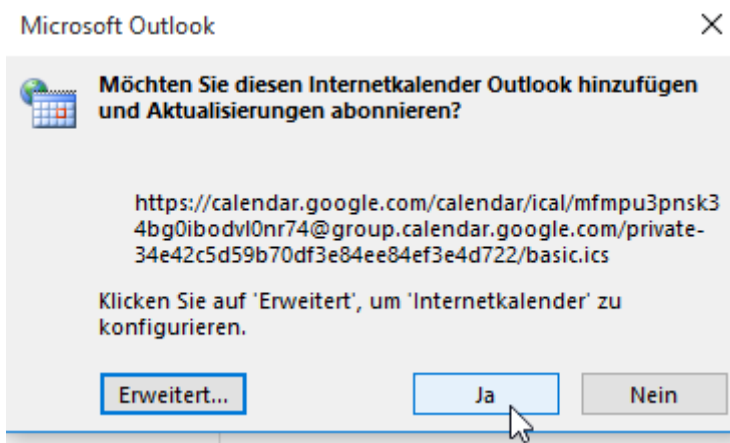 Microsoft Outlook
Möchten Sie diesen Internetkalender Outlook hinzufügen
und Aktualisierungen abonnieren?
https://calendar.google.com/calendar/ical/mfmpu3pnsk3
4bg0ibodvl0nr74@group.calendar.google.com/private-
34e42c5d59b70df3e84ee84ef3e4d722/basic.ics
Klicken Sie auf 'Erweitert', um 'Internetkalender' zu
konfigurieren.
Erweitert... Ja Nein